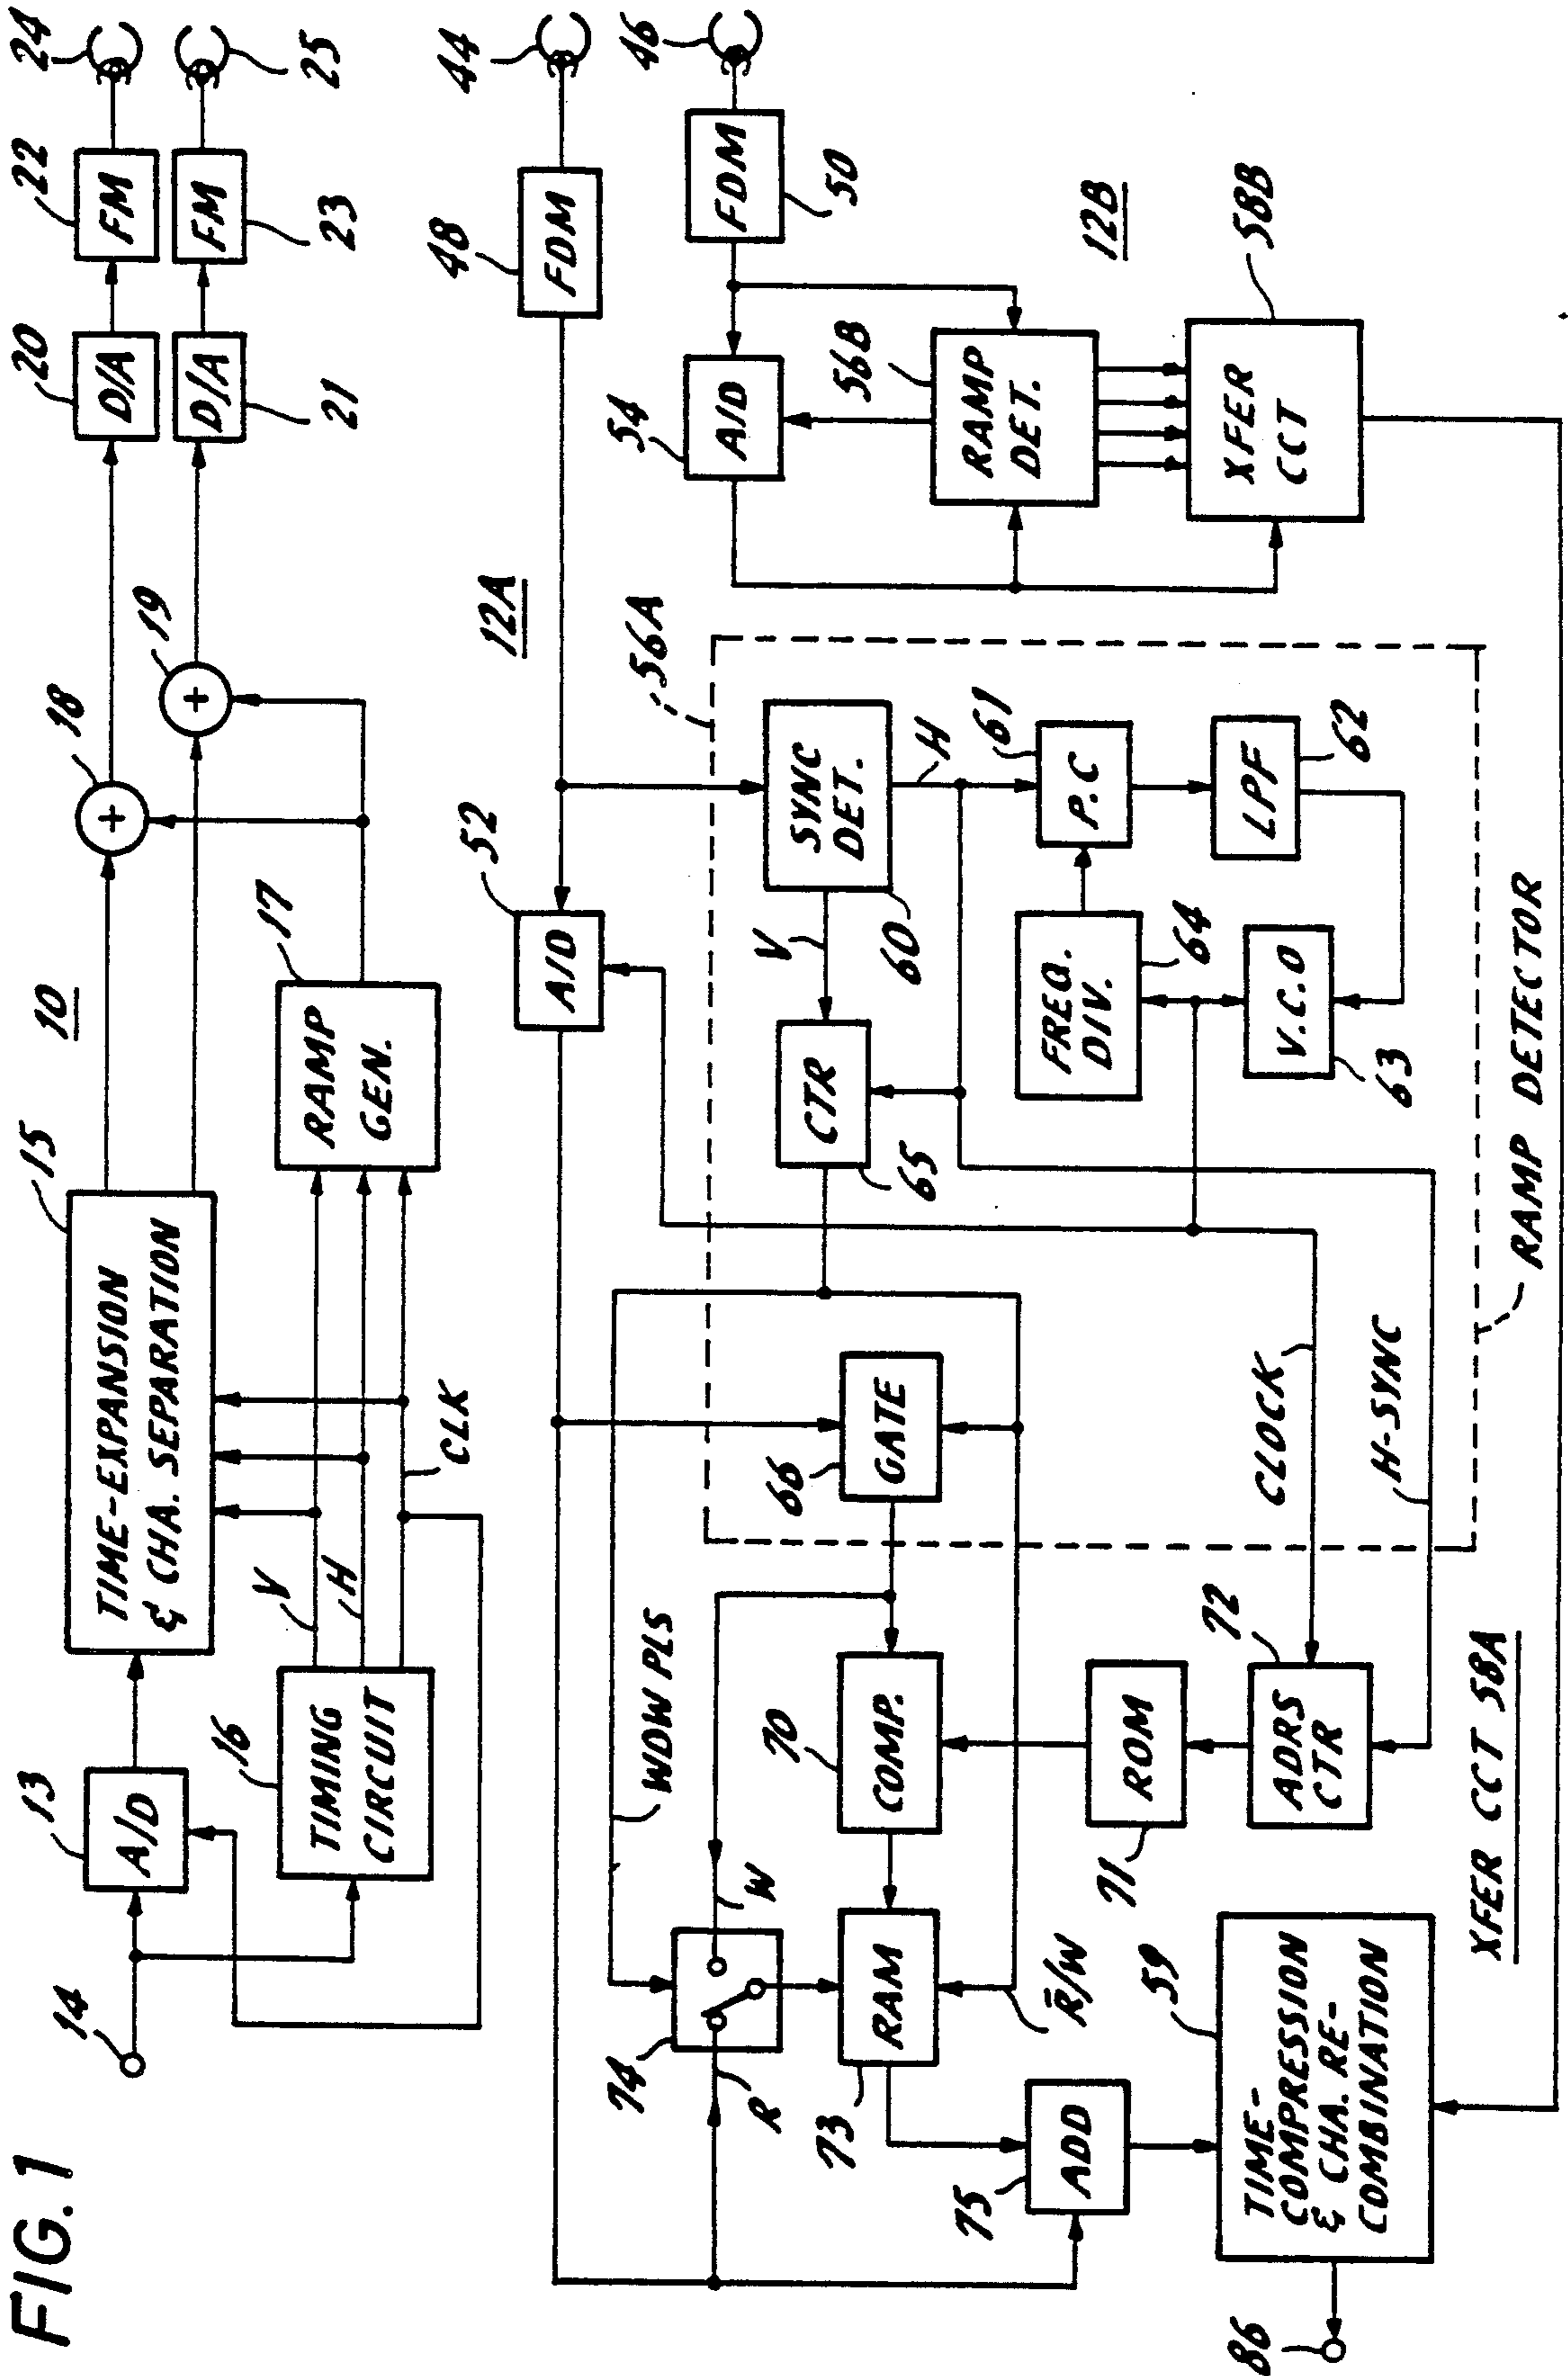 FIG. 1
14
13
A/D
15
TIME-EXPANSION
& CHA. SEPARATION
10
18
+
20
D/A
22
FM
24
16
TIMING
CIRCUIT
V
H
CLK
17
RAMP
GEN.
19
+
21
D/A
23
FM
25
12A
52
A/D
48
FDM
44
WDW PLS
74
R
W
66
GATE
65
CTR
V
60
SYNC
DET.
H
56A
54
A/D
50
FDM
46
73
RAM
R̄/W
70
COMP.
61
P.C
56B
RAMP
DET.
12B
75
ADD
71
ROM
CLOCK
64
FREQ.
DIV.
62
LPF
58B
XFER
CCT
59
TIME-
COMPRESSION
& CHA. RE-
COMBINATION
72
ADRS
CTR
H-SYNC
63
V.C.O
86
XFER CCT 58A
RAMP DETECTOR